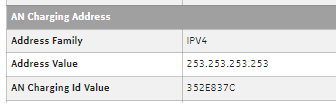 AN Charging Address
Address Family IPV4
Address Value 253.253.253.253
AN Charging Id Value 352E837C